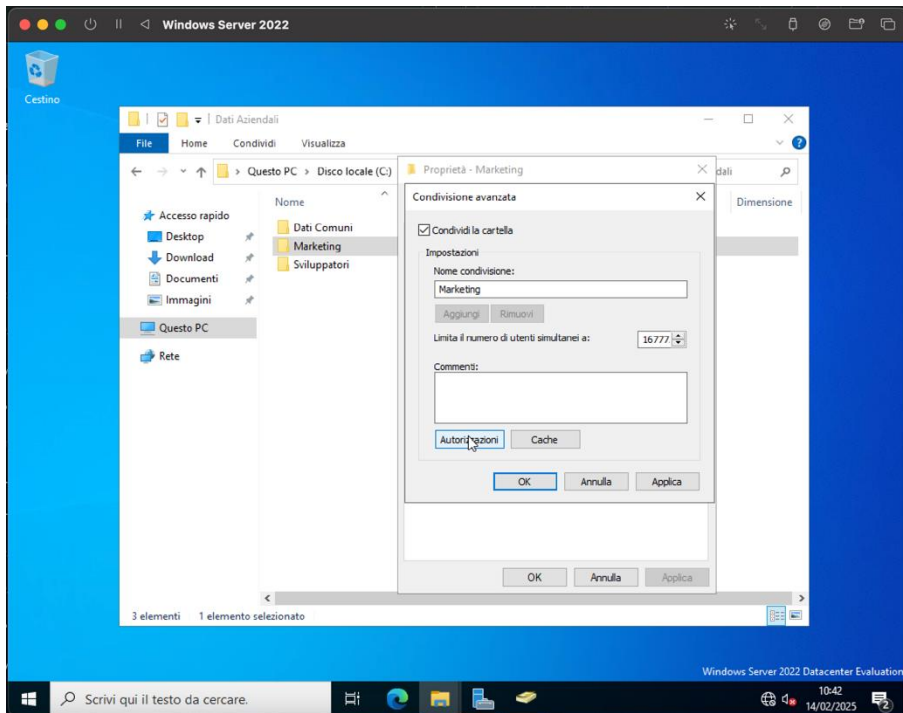 Windows Server 2022
Cestino
Dati Aziendali
File Home Condividi Visualizza
Questo PC Disco locale (C:)
dali
Nome
Dimensione
Accesso rapido
Desktop
Download
Documenti
Immagini
Questo PC
Rete
Dati Comuni
Marketing
Sviluppatori
Proprietà - Marketing
Condivisione avanzata
Condividi la cartella
Impostazioni
Nome condivisione:
Marketing
Aggiungi Rimuovi
Limita il numero di utenti simultanei a:
16777
Commenti:
Autorizzazioni Cache
OK Annulla Applica
OK Annulla Applica
3 elementi 1 elemento selezionato
Windows Server 2022 Datacenter Evaluation
Scrivi qui il testo da cercare.
10:42
14/02/2025
2